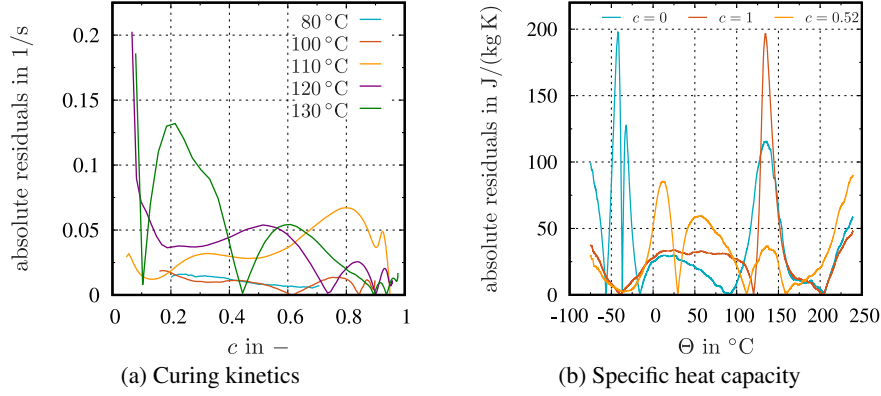 absolute residuals in 1/s
0.2
0.15
0.1
0.05
0
0
0.2
0.4
0.6
0.8
1
c in −
80 °C
100 °C
110 °C
120 °C
130 °C
(a) Curing kinetics
absolute residuals in J/(kg K)
200
150
100
50
0
-100
-50
0
50
100
150
200
250
Θ in °C
c = 0
c = 1
c = 0.52
(b) Specific heat capacity